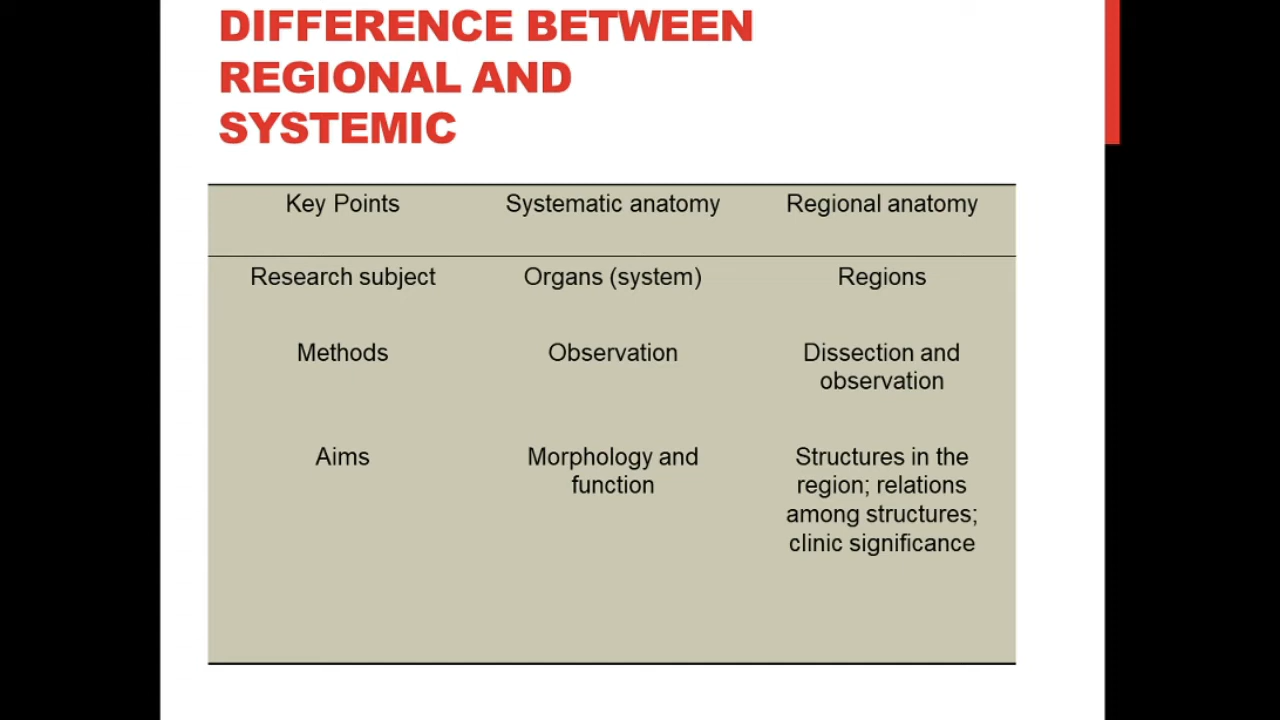 DIFFERENCE BETWEEN
REGIONAL AND
SYSTEMIC
Key Points Systematic anatomy Regional anatomy
Research subject Organs (system) Regions
Methods Observation Dissection and
observation
Aims Morphology and Structures in the
function region; relations
among structures;
clinic significance